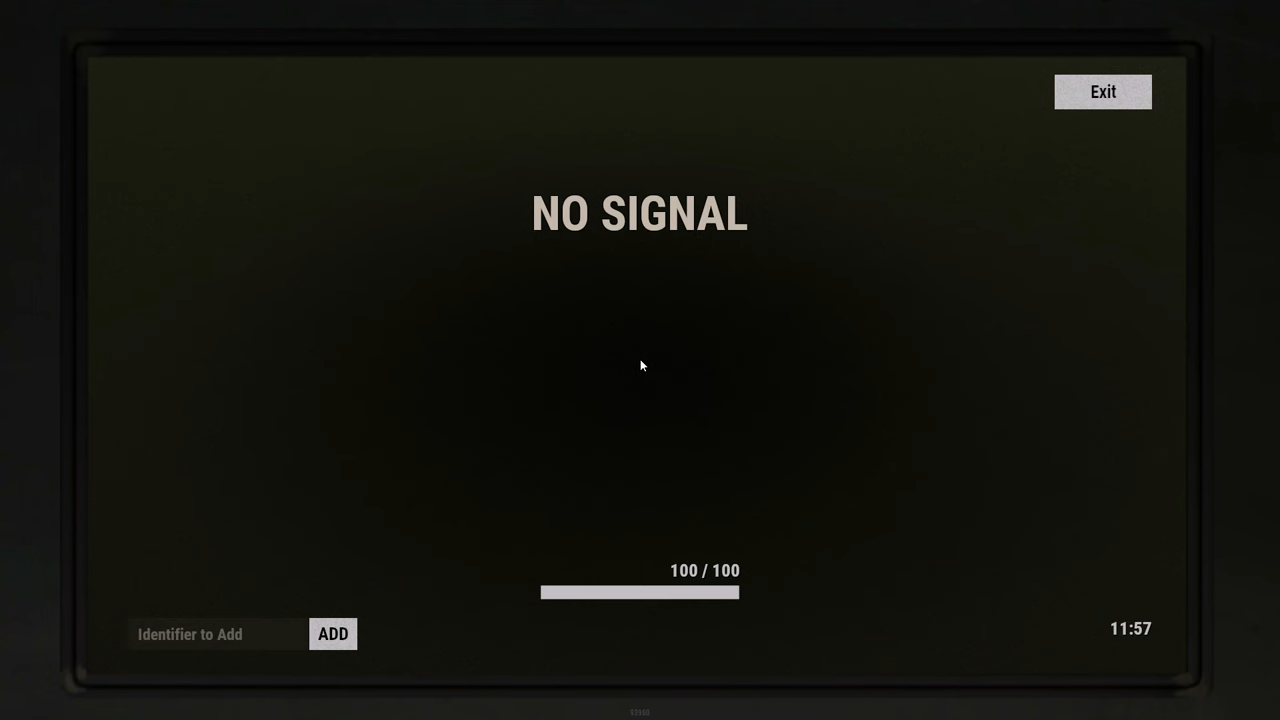 Exit
NO SIGNAL
100 / 100
Identifier to Add
ADD
11:57